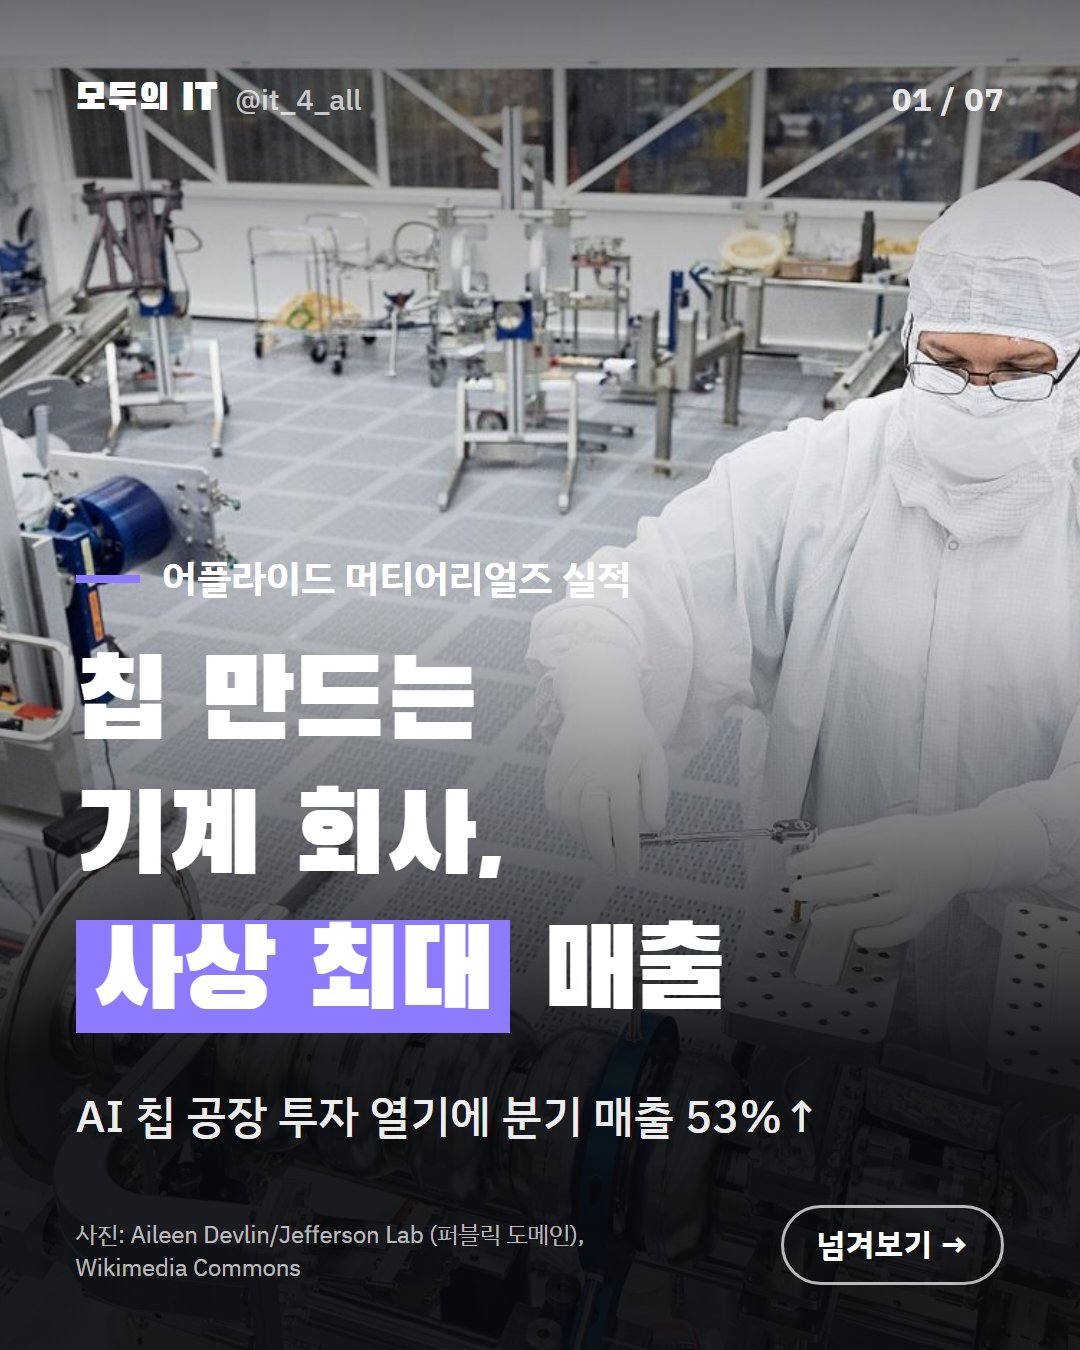 모두의 IT @it_4_all
01 / 07
어플라이드 머티어리얼즈 실적
칩 만드는
기계 회사,
사상 최대 매출
AI 칩 공장 투자 열기에 분기 매출 53%↑
사진: Aileen Devlin/Jefferson Lab (퍼블릭 도메인),
Wikimedia Commons
넘겨보기 →